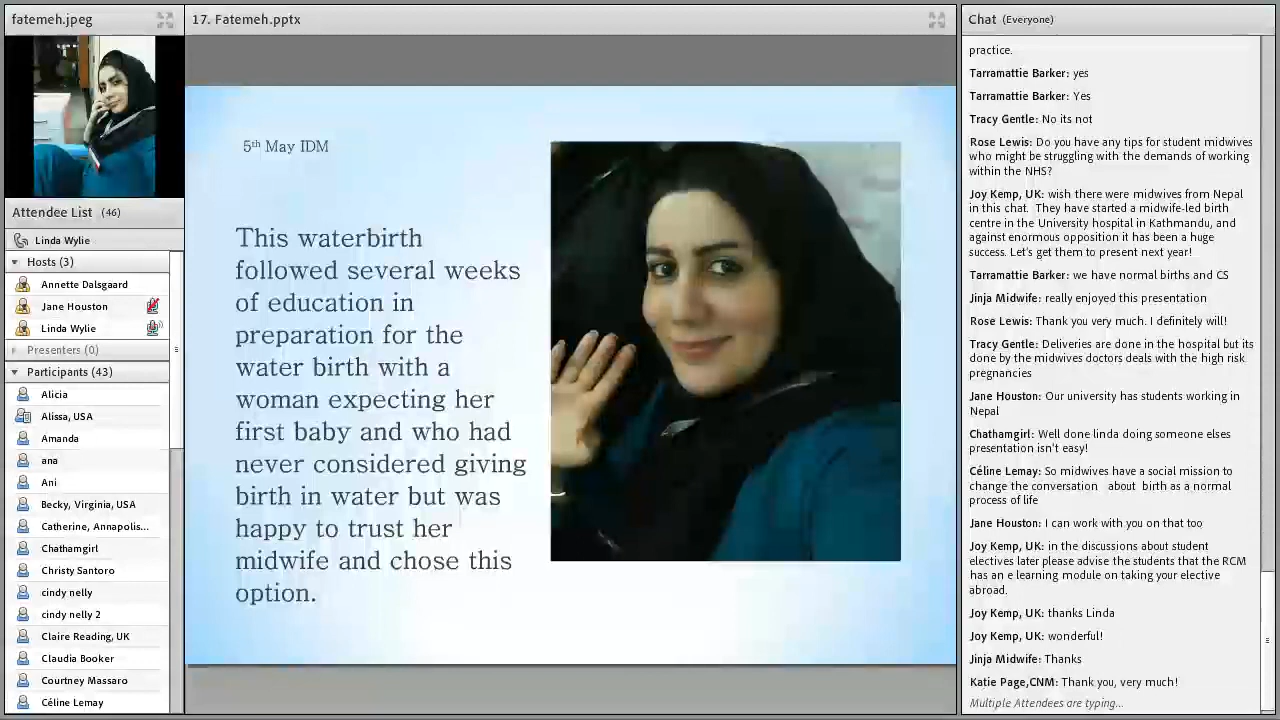 fatemeh.jpeg
Attendee List (46)
Linda Wylie
Hosts (3)
Annette Dalsgaard
Jane Houston
Linda Wylie
Presenters (0)
Participants (43)
Alicia
Alissa, USA
Amanda
ana
Ani
Becky, Virginia, USA
Catherine, Annapolis...
Chathamgirl
Christy Santoro
cindy nelly
cindy nelly 2
Claire Reading, UK
Claudia Booker
Courtney Massaro
Céline Lemay
17. Fatemeh.pptx
5th May IDM
This waterbirth
followed several weeks
of education in
preparation for the
water birth with a
woman expecting her
first baby and who had
never considered giving
birth in water but was
happy to trust her
midwife and chose this
option.
Chat (Everyone)
practice.
Tarramattie Barker: yes
Tarramattie Barker: Yes
Tracy Gentle: No its not
Rose Lewis: Do you have any tips for student midwives
who might be struggling with the demands of working
within the NHS?
Joy Kemp, UK: wish there were midwives from Nepal
in this chat. They have started a midwife-led birth
centre in the University hospital in Kathmandu, and
against enormous opposition it has been a huge
success. Let's get them to present next year!
Tarramattie Barker: we have normal births and CS
Jinja Midwife: really enjoyed this presentation
Rose Lewis: Thank you very much. I definitely will!
Tracy Gentle: Deliveries are done in the hospital but its
done by the midwives doctors deals with the high risk
pregnancies
Jane Houston: Our university has students working in
Nepal
Chathamgirl: Well done linda doing someone elses
presentation isn't easy!
Céline Lemay: So midwives have a social mission to
change the conversation about birth as a normal
process of life
Jane Houston: I can work with you on that too
Joy Kemp, UK: in the discussions about student
electives later please advise the students that the RCM
has an e learning module on taking your elective
abroad.
Joy Kemp, UK: thanks Linda
Joy Kemp, UK: wonderful!
Jinja Midwife: Thanks
Katie Page,CNM: Thank you, very much!
Multiple Attendees are typing...